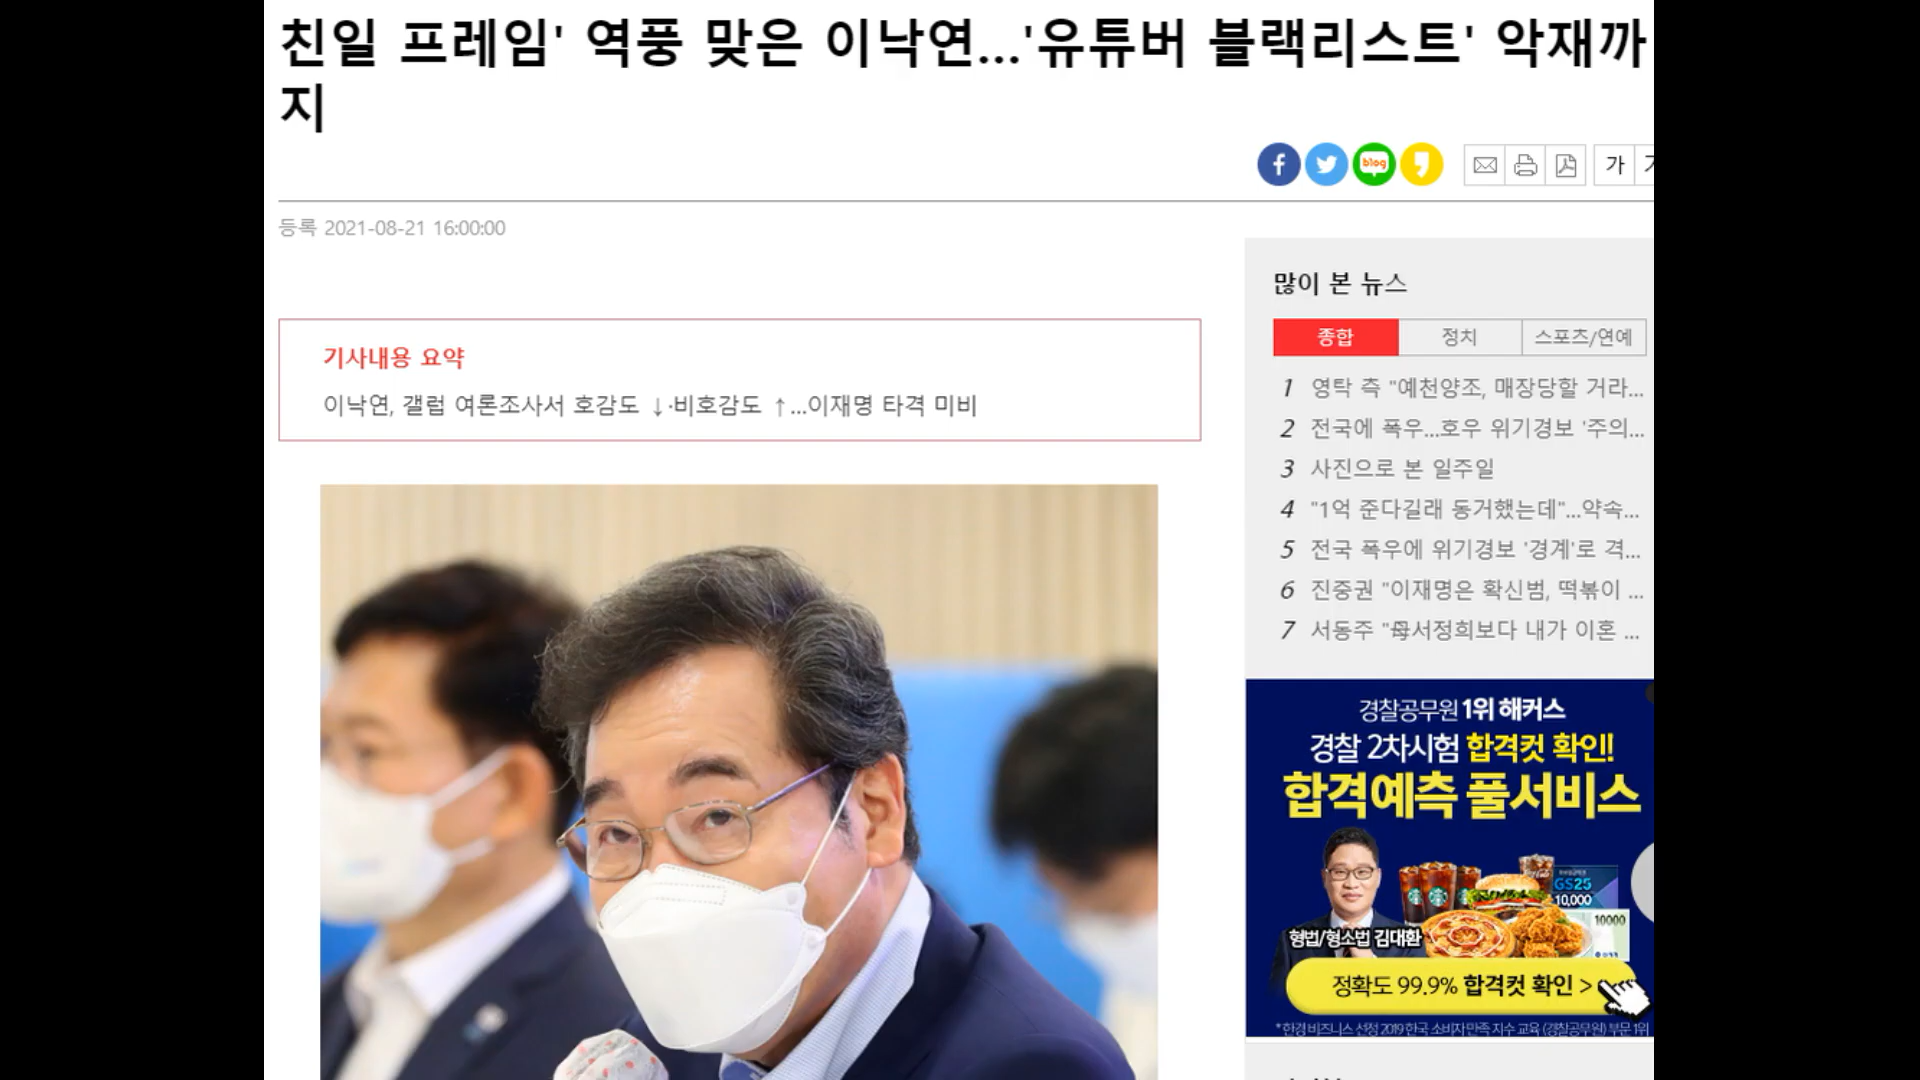 친일 프레임' 역풍 맞은 이낙연...'유튜버 블랙리스트' 악재까
지
blog
가
등록 2021-08-21 16:00:00
기사내용 요약
이낙연, 갤럽 여론조사서 호감도 ↓·비호감도 ↑...이재명 타격 미비
많이 본 뉴스
종합 정치 스포츠/연예
1 영탁 측 "예천양조, 매장당할 거라...
2 전국에 폭우...호우 위기경보 '주의...
3 사진으로 본 일주일
4 "1억 준다길래 동거했는데"...약속...
5 전국 폭우에 위기경보 '경계'로 격...
6 진중권 "이재명은 확신범, 떡볶이 ...
7 서동주 "母서정희보다 내가 이혼 ...
경찰공무원 1위 해커스
경찰 2차시험 합격컷 확인!
합격예측 풀서비스
GS25
10,000
10000
형법/형소법 김대환
정확도 99.9% 합격컷 확인 >
*한경비즈니스 선정 2019 한국 소비자만족지수 교육 (경찰공무원) 부문 1위